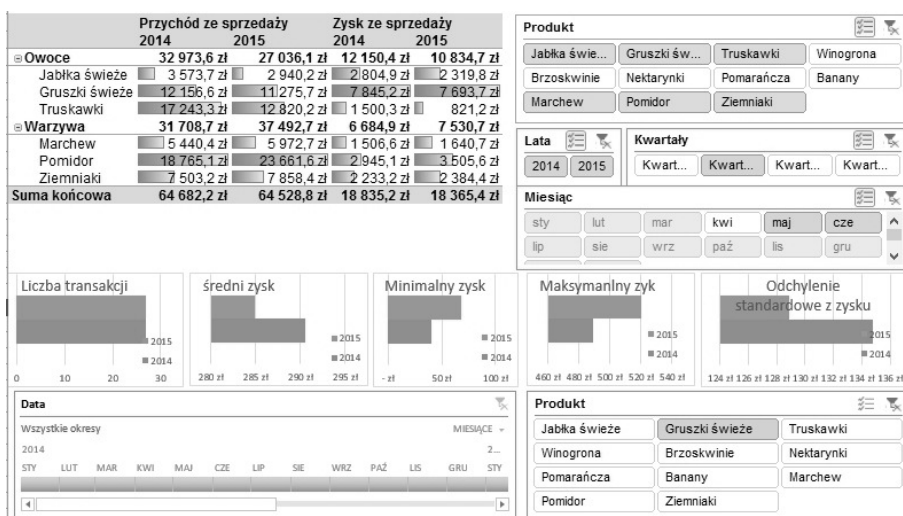 Przychód ze sprzedaży Zysk ze sprzedaży
2014 2015 2014 2015
Owoce 32 973,6 zł 27 036,1 zł 12 150,4 zł 10 834,7 zł
Jabłka świeże 3 573,7 zł 2 940,2 zł 2 804,9 zł 2 319,8 zł
Gruszki świeże 12 156,6 zł 11 275,7 zł 7 845,2 zł 7 693,7 zł
Truskawki 17 243,3 zł 12 820,2 zł 1 500,3 zł 821,2 zł
Warzywa 31 708,7 zł 37 492,7 zł 6 684,9 zł 7 530,7 zł
Marchew 5 440,4 zł 5 972,7 zł 1 506,6 zł 1 640,7 zł
Pomidor 18 765,1 zł 23 661,6 zł 2 945,1 zł 3 505,6 zł
Ziemniaki 7 503,2 zł 7 858,4 zł 2 233,2 zł 2 384,4 zł
Suma końcowa 64 682,2 zł 64 528,8 zł 18 835,2 zł 18 365,4 zł
Produkt
Jabłka świe... Gruszki św... Truskawki Winogrona
Brzoskwinie Nektarynki Pomarańcza Banany
Marchew Pomidor Ziemniaki
Lata
2014 2015
Kwartały
Kwart... Kwart... Kwart... Kwart...
Miesiąc
sty lut mar kwi maj cze
lip sie wrz paź lis gru
Liczba transakcji
2015
2014
0 10 20 30
średni zysk
2015
2014
280 zł 285 zł 290 zł 295 zł
Minimalny zysk
2015
2014
- zł 50 zł 100 zł
Maksymanlny zyk
2015
2014
460 zł 480 zł 500 zł 520 zł 540 zł
Odchylenie
standardowe z zysku
2015
2014
124 zł 126 zł 128 zł 130 zł 132 zł 134 zł 136 zł
Data
Wszystkie okresy MIESIĄCE
2014 2...
STY LUT MAR KWI MAJ CZE LIP SIE WRZ PAŹ LIS GRU STY
Produkt
Jabłka świeże Gruszki świeże Truskawki
Winogrona Brzoskwinie Nektarynki
Pomarańcza Banany Marchew
Pomidor Ziemniaki